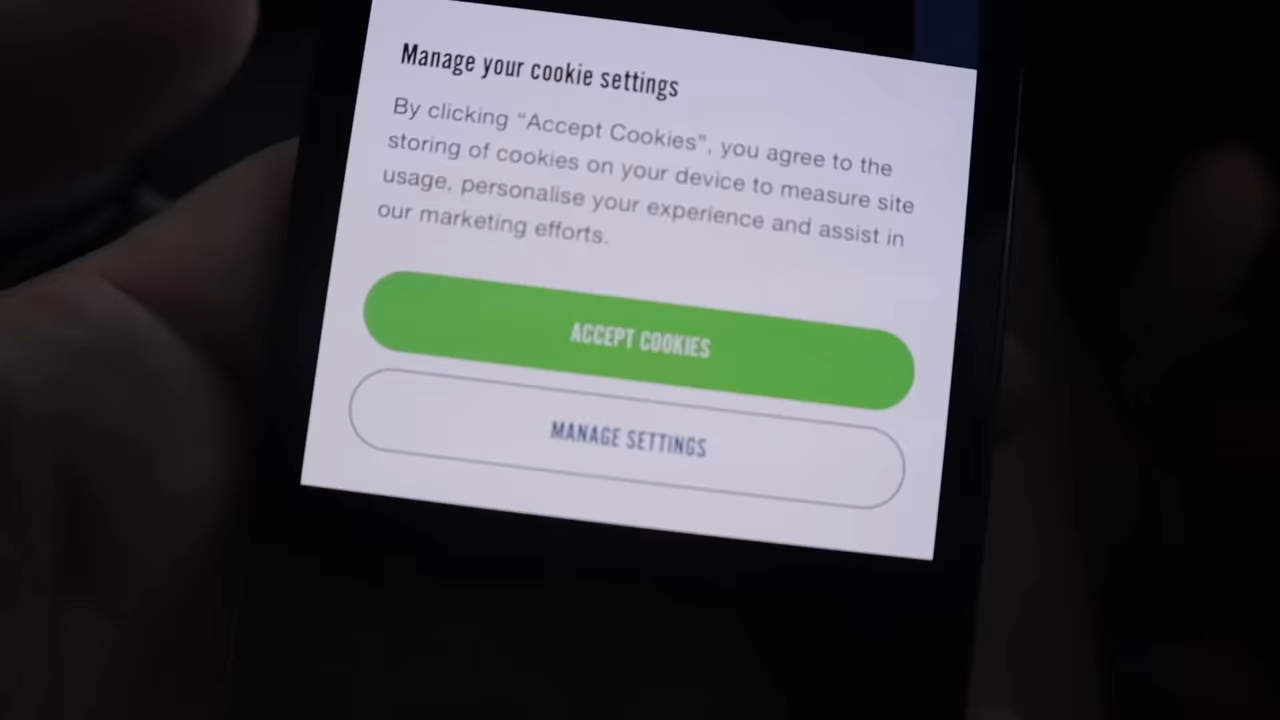 Manage your cookie settings
By clicking “Accept Cookies”, you agree to the
storing of cookies on your device to measure site
usage, personalise your experience and assist in
our marketing efforts.
ACCEPT COOKIES
MANAGE SETTINGS